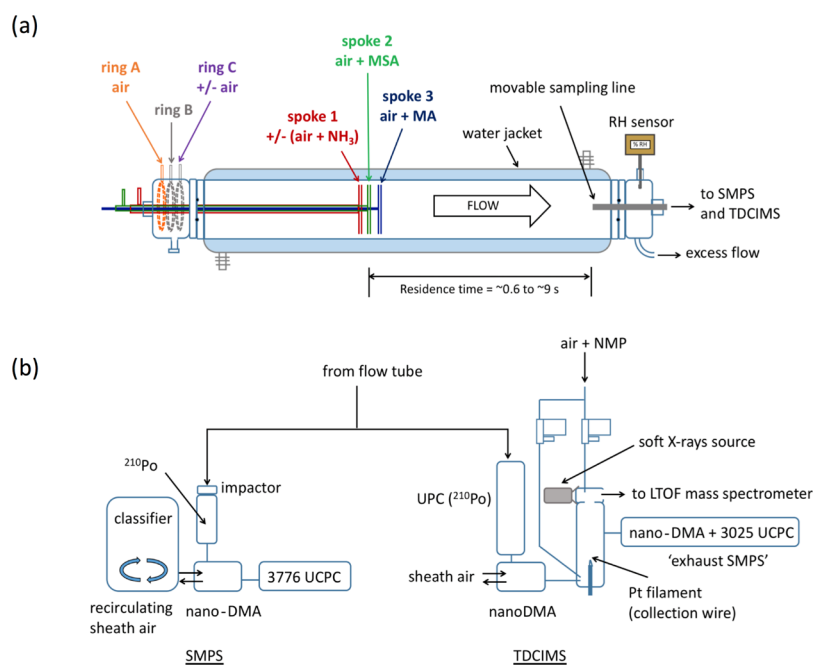 (a)
ring A
air
ring B
ring C
+/- air
spoke 1
+/- (air + NH3)
spoke 2
air + MSA
spoke 3
air + MA
water jacket
movable sampling line
RH sensor
% RH
FLOW
to SMPS
and TDCIMS
excess flow
Residence time = ~0.6 to ~9 s
(b)
from flow tube
air + NMP
210Po
impactor
classifier
3776 UCPC
nano-DMA
recirculating
sheath air
SMPS
UPC (210Po)
sheath air
nanoDMA
soft X-rays source
to LTOF mass spectrometer
nano-DMA + 3025 UCPC
'exhaust SMPS'
Pt filament
(collection wire)
TDCIMS